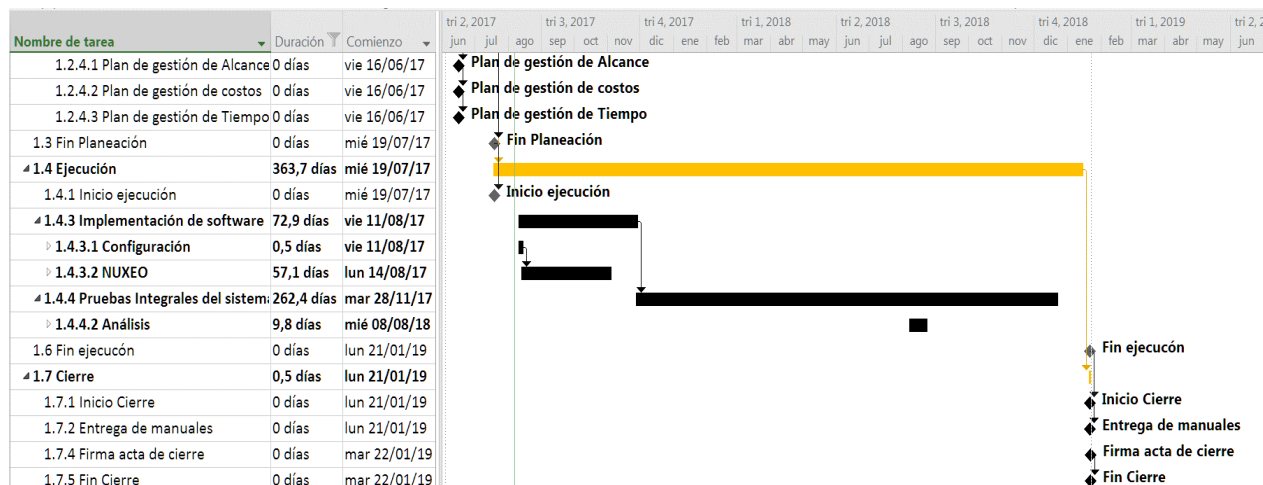 tri 2, 2017 tri 3, 2017 tri 4, 2017 tri 1, 2018 tri 2, 2018 tri 3, 2018 tri 4, 2018 tri 1, 2019 tri 2, 2
Nombre de tarea Duración Comienzo jun jul ago sep oct nov dic ene feb mar abr may jun jul ago sep oct nov dic ene feb mar abr may jun
1.2.4.1 Plan de gestión de Alcance 0 días vie 16/06/17 Plan de gestión de Alcance
1.2.4.2 Plan de gestión de costos 0 días vie 16/06/17 Plan de gestión de costos
1.2.4.3 Plan de gestión de Tiempo 0 días vie 16/06/17 Plan de gestión de Tiempo
1.3 Fin Planeación 0 días mié 19/07/17 Fin Planeación
1.4 Ejecución 363,7 días mié 19/07/17
1.4.1 Inicio ejecución 0 días mié 19/07/17 Inicio ejecución
1.4.3 Implementación de software 72,9 días vie 11/08/17
1.4.3.1 Configuración 0,5 días vie 11/08/17
1.4.3.2 NUXEO 57,1 días lun 14/08/17
1.4.4 Pruebas Integrales del sistema 262,4 días mar 28/11/17
1.4.4.2 Análisis 9,8 días mié 08/08/18
1.6 Fin ejecucón 0 días lun 21/01/19 Fin ejecucón
1.7 Cierre 0,5 días lun 21/01/19
1.7.1 Inicio Cierre 0 días lun 21/01/19 Inicio Cierre
1.7.2 Entrega de manuales 0 días lun 21/01/19 Entrega de manuales
1.7.4 Firma acta de cierre 0 días mar 22/01/19 Firma acta de cierre
1.7.5 Fin Cierre 0 días mar 22/01/19 Fin Cierre